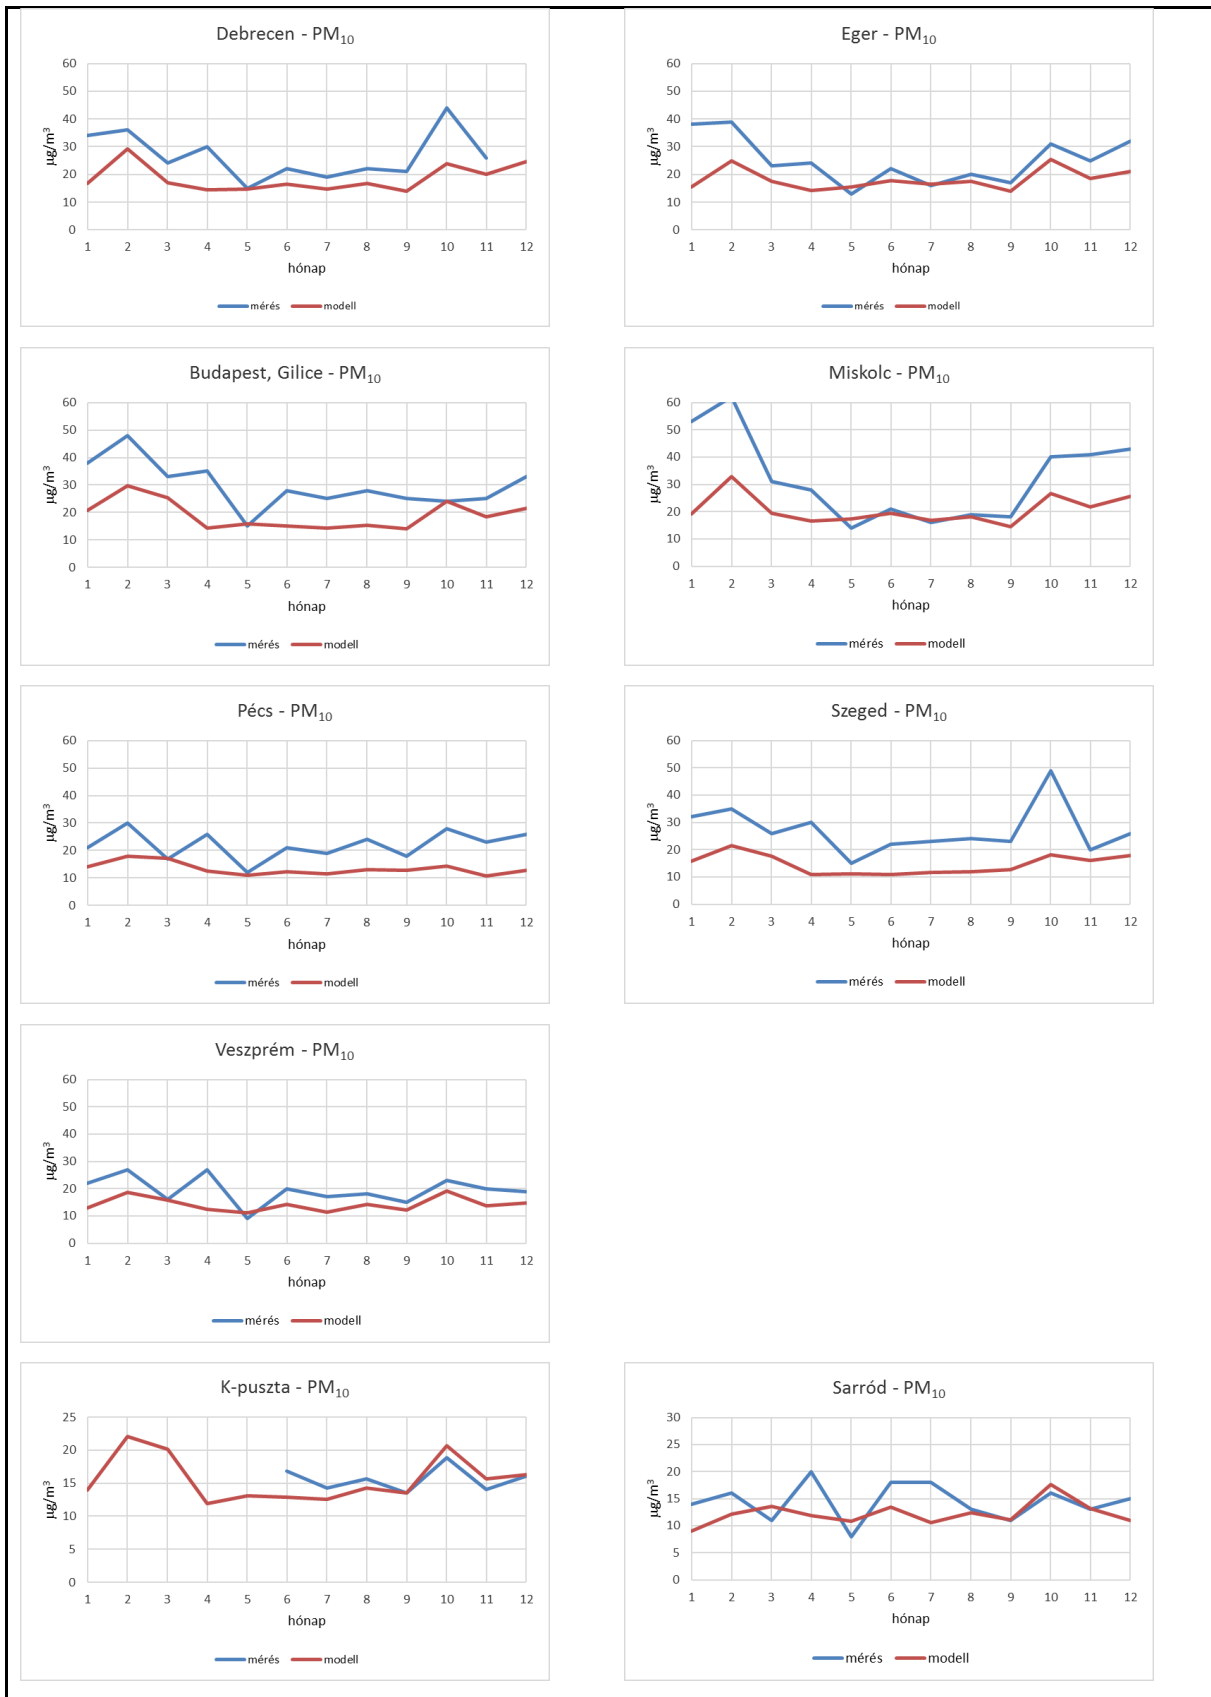 Debrecen - PM₁₀
µg/m³
60
50
40
30
20
10
0
1 2 3 4 5 6 7 8 9 10 11 12
hónap
mérés modell
Eger - PM₁₀
µg/m³
60
50
40
30
20
10
0
1 2 3 4 5 6 7 8 9 10 11 12
hónap
mérés modell
Budapest, Gilice - PM₁₀
µg/m³
60
50
40
30
20
10
0
1 2 3 4 5 6 7 8 9 10 11 12
hónap
mérés modell
Miskolc - PM₁₀
µg/m³
60
50
40
30
20
10
0
1 2 3 4 5 6 7 8 9 10 11 12
hónap
mérés modell
Pécs - PM₁₀
µg/m³
60
50
40
30
20
10
0
1 2 3 4 5 6 7 8 9 10 11 12
hónap
mérés modell
Szeged - PM₁₀
µg/m³
60
50
40
30
20
10
0
1 2 3 4 5 6 7 8 9 10 11 12
hónap
mérés modell
Veszprém - PM₁₀
µg/m³
60
50
40
30
20
10
0
1 2 3 4 5 6 7 8 9 10 11 12
hónap
mérés modell
K-puszta - PM₁₀
µg/m³
25
20
15
10
5
0
1 2 3 4 5 6 7 8 9 10 11 12
hónap
mérés modell
Sarród - PM₁₀
µg/m³
30
25
20
15
10
5
0
1 2 3 4 5 6 7 8 9 10 11 12
hónap
mérés modell